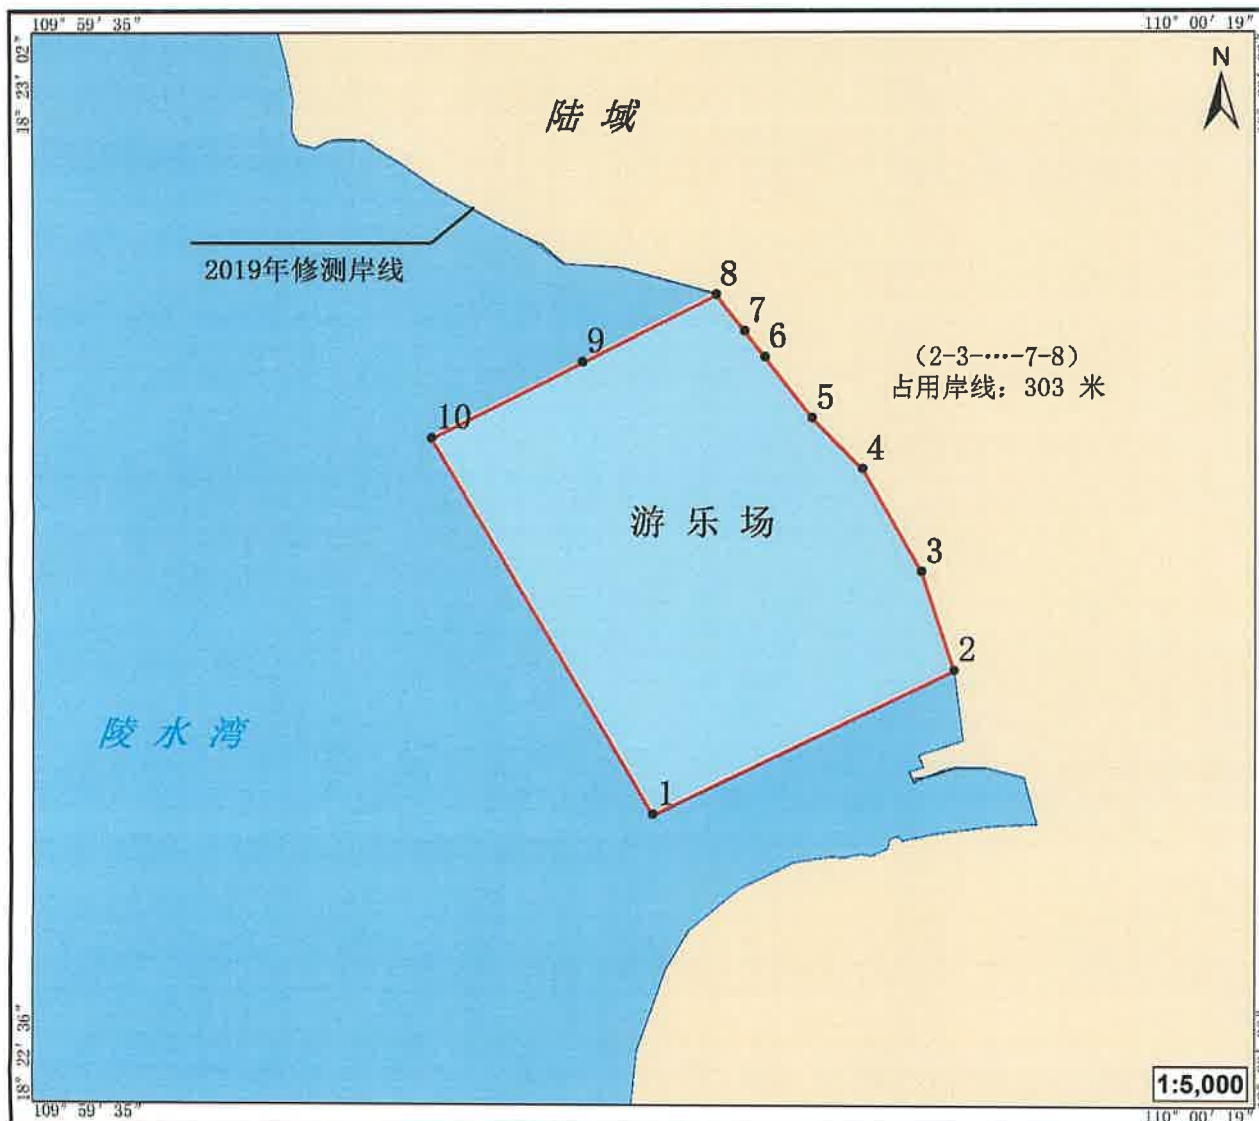 109° 59′ 35″
110° 00′ 19″
18° 23′ 02″
N
陆 域
2019年修测岸线
8
7
9
6
(2-3-…-7-8)
占用岸线: 303 米
5
10
4
游 乐 场
3
2
陵 水 湾
1
18° 22′ 36″
1:5,000
109° 59′ 35″
110° 00′ 19″